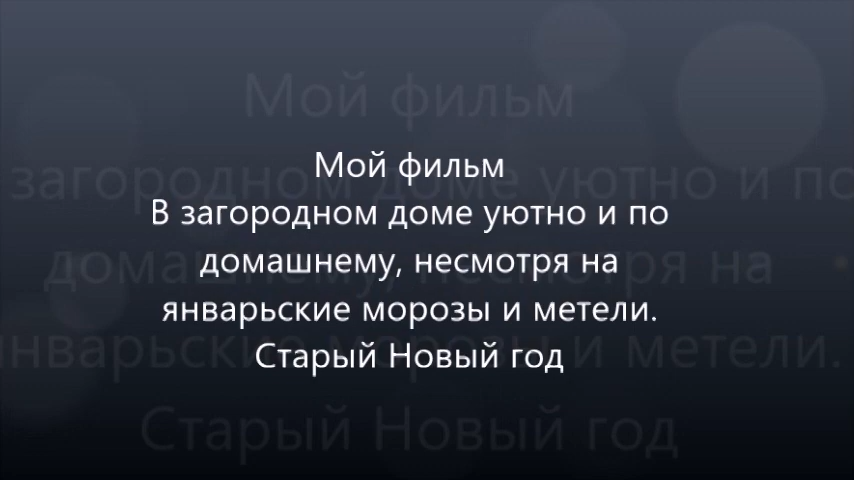 Мой фильм
В загородном доме уютно и по
домашнему, несмотря на
январьские морозы и метели.
Старый Новый год